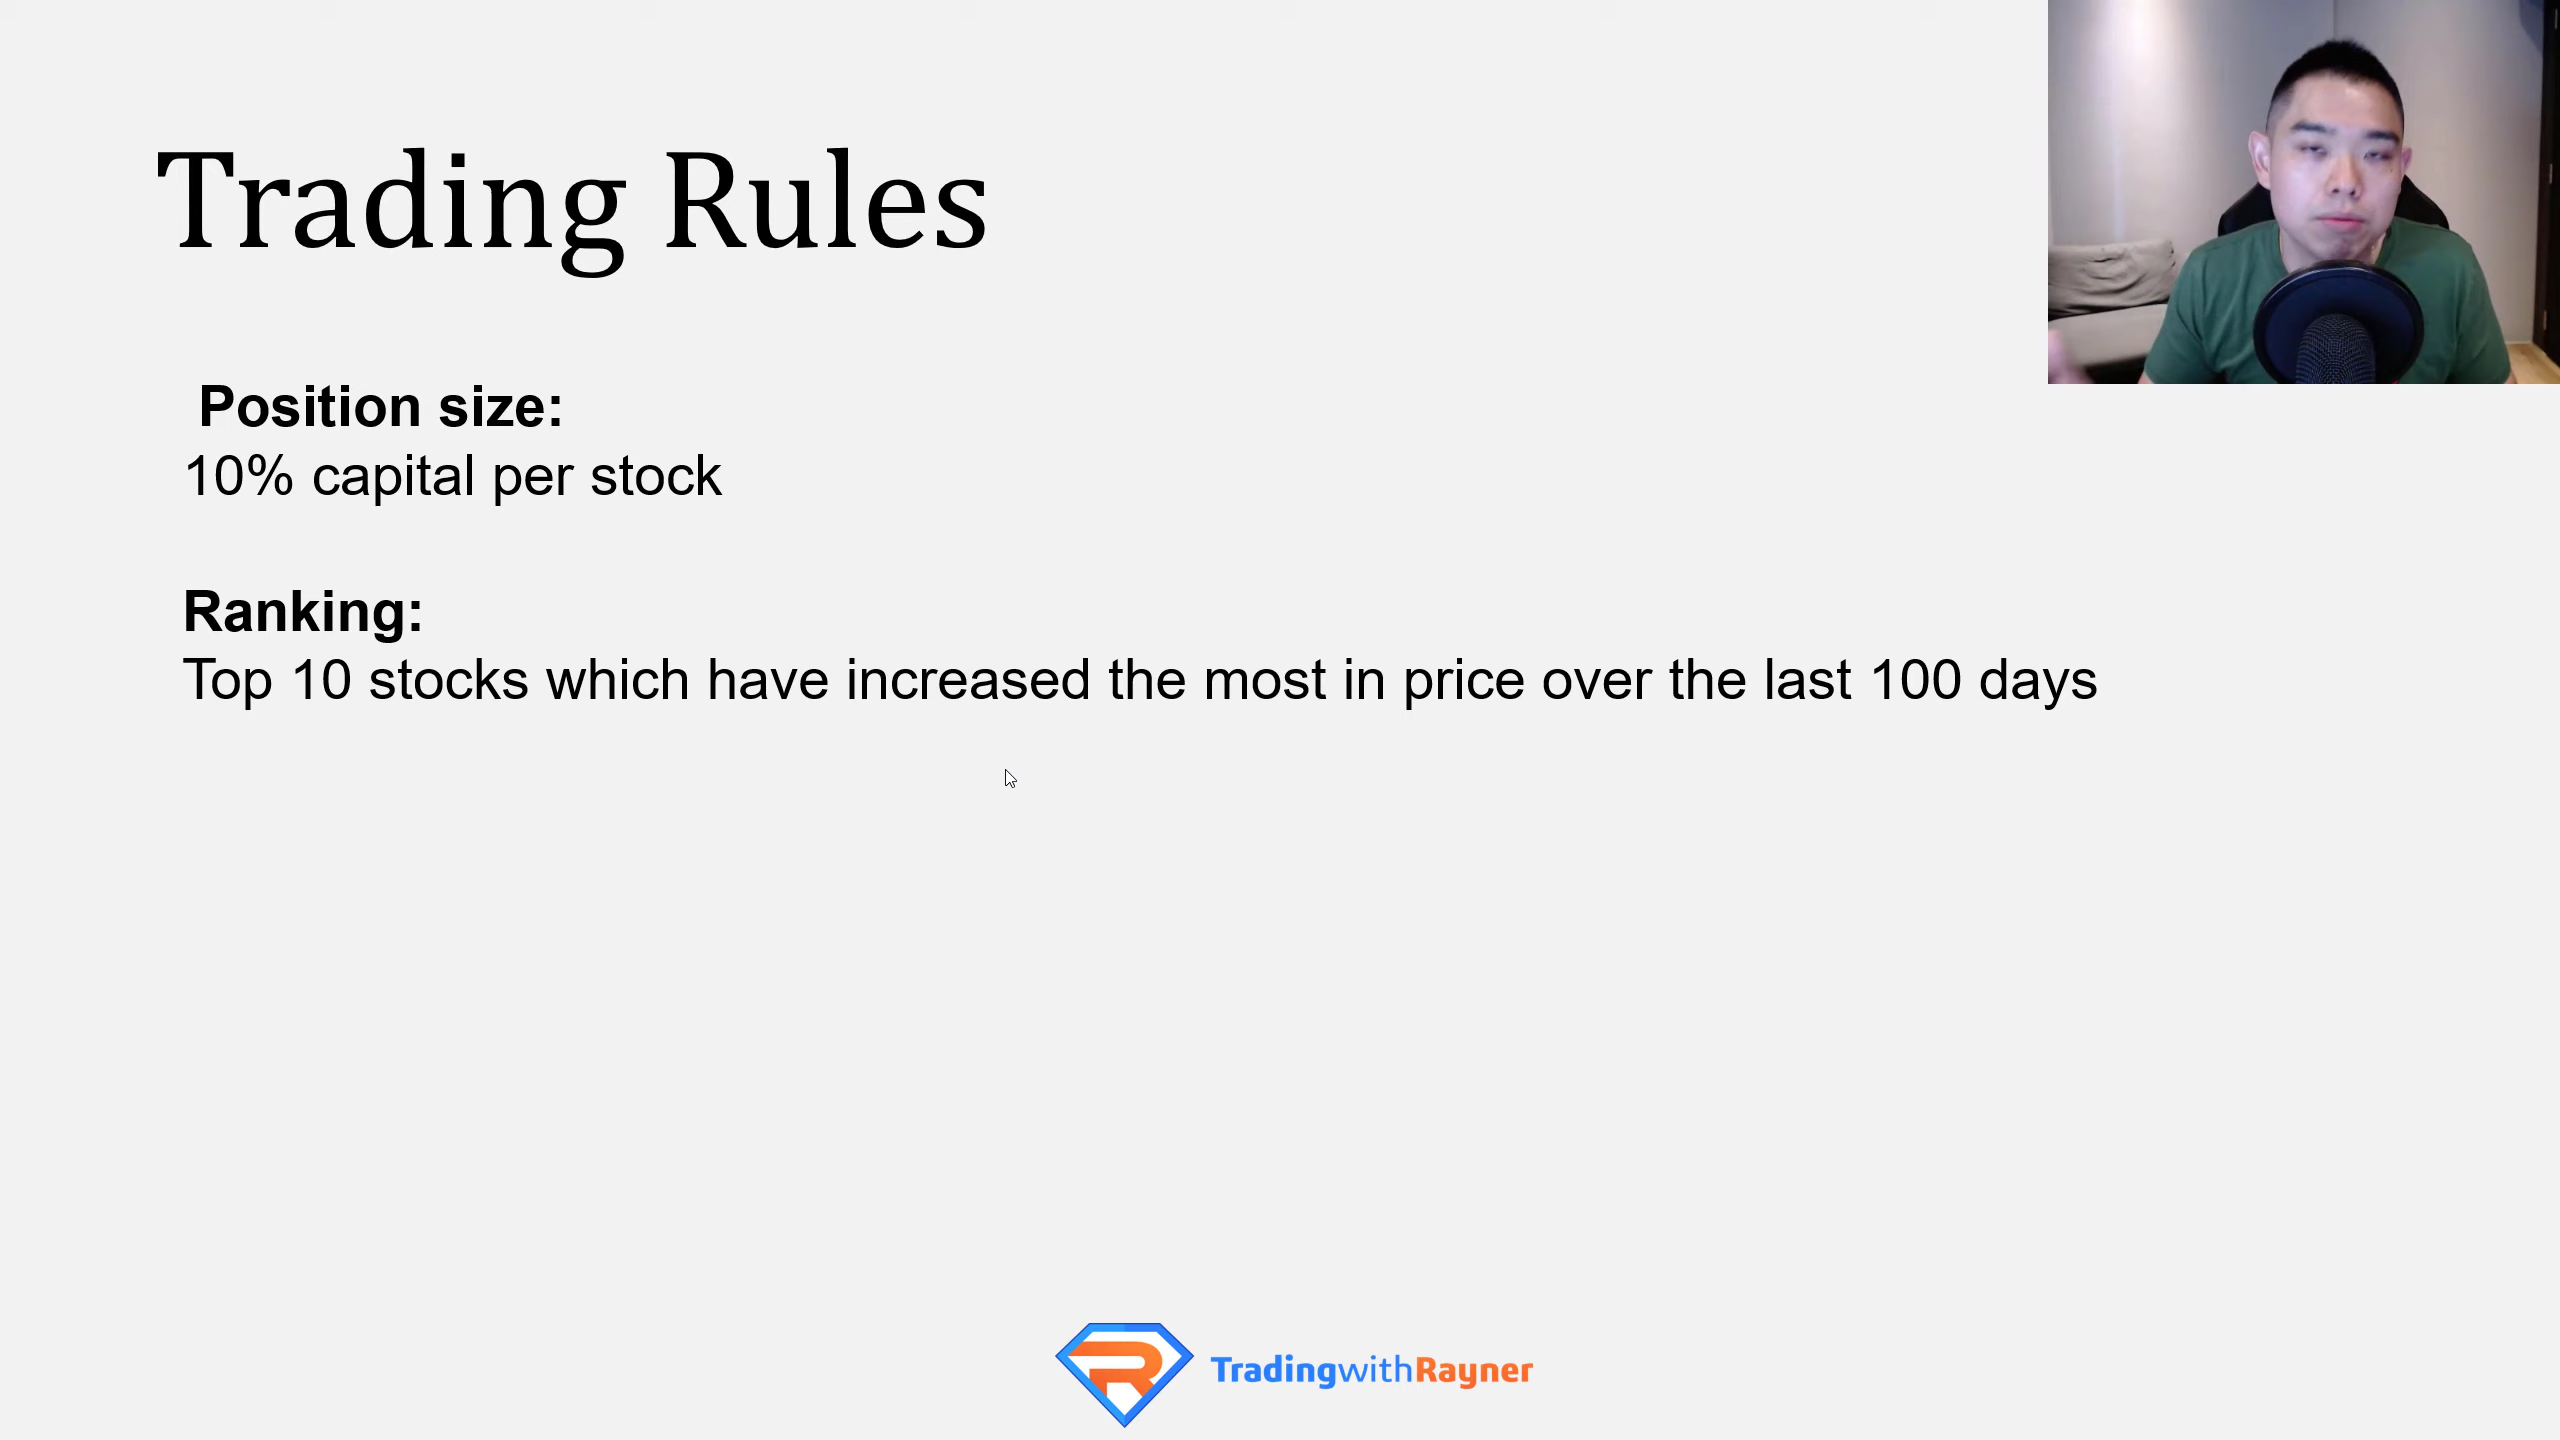 Trading Rules
Position size:
10% capital per stock
Ranking:
Top 10 stocks which have increased the most in price over the last 100 days
TradingwithRayner